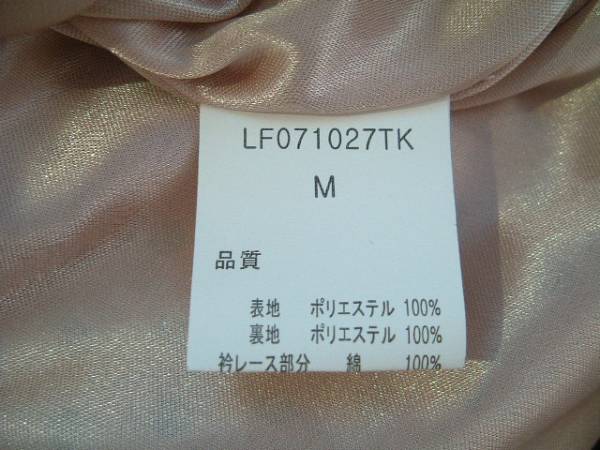 LF071027TK
M
品質
表地 ポリエステル 100%
裏地 ポリエステル 100%
衿レース部分 綿 100%